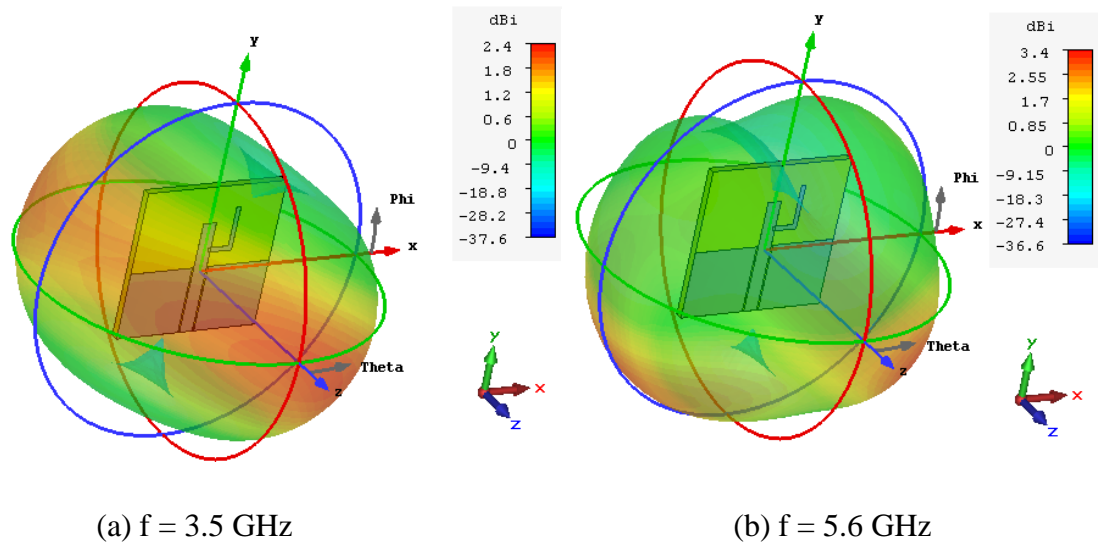 dBi
2.4
1.8
1.2
0.6
0
-9.4
-18.8
-28.2
-37.6
y
Phi
x
Theta
z
y
x
z
(a) f = 3.5 GHz
dBi
3.4
2.55
1.7
0.85
0
-9.15
-18.3
-27.4
-36.6
y
Phi
x
Theta
z
y
x
z
(b) f = 5.6 GHz